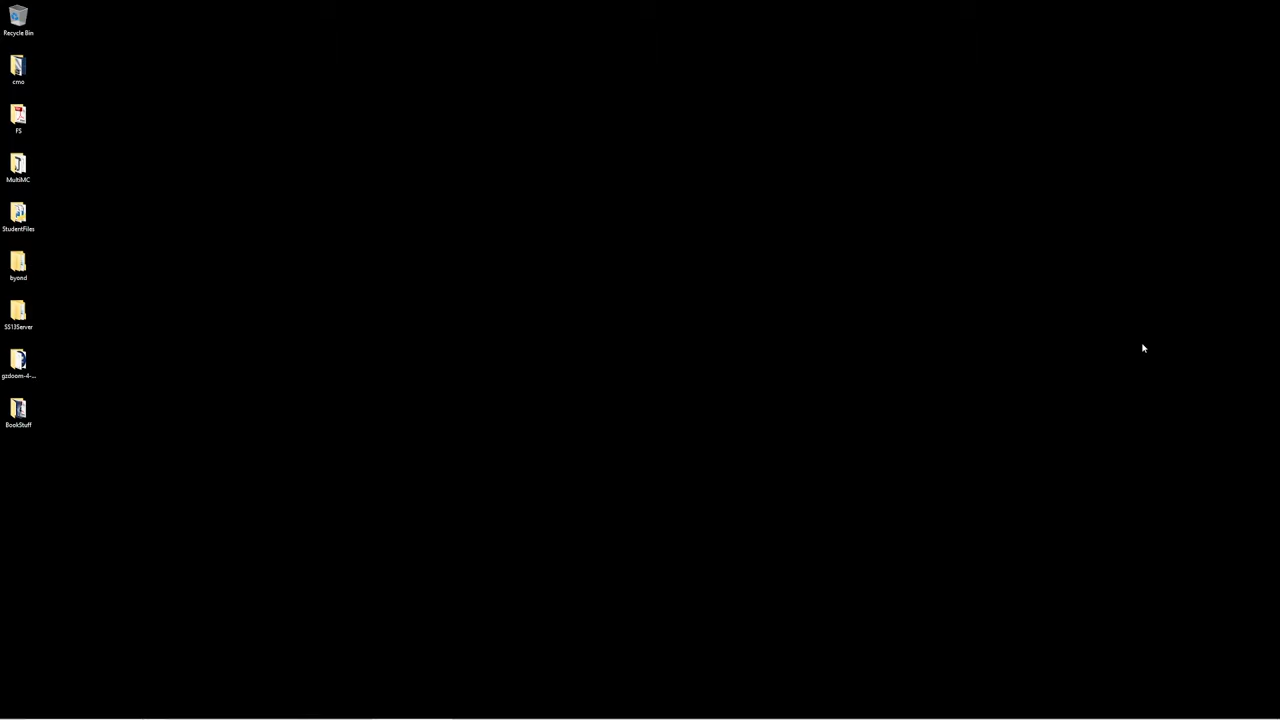 Recycle Bin
cmo
FS
MultiMC
StudentFiles
byond
SS13Server
gzdoom-4-...
BookStuff